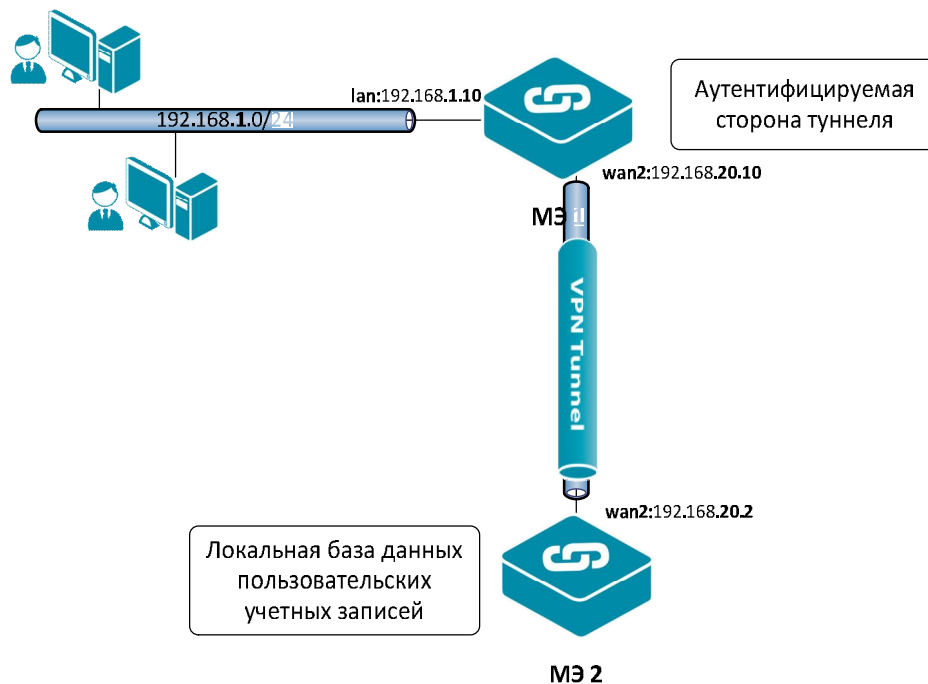 lan:192.168.1.10
192.168.1.0/24
Аутентифицируемая
сторона туннеля
wan2:192.168.20.10
МЭ
VPN Tunnel
wan2:192.168.20.2
Локальная база данных
пользовательских
учетных записей
МЭ 2